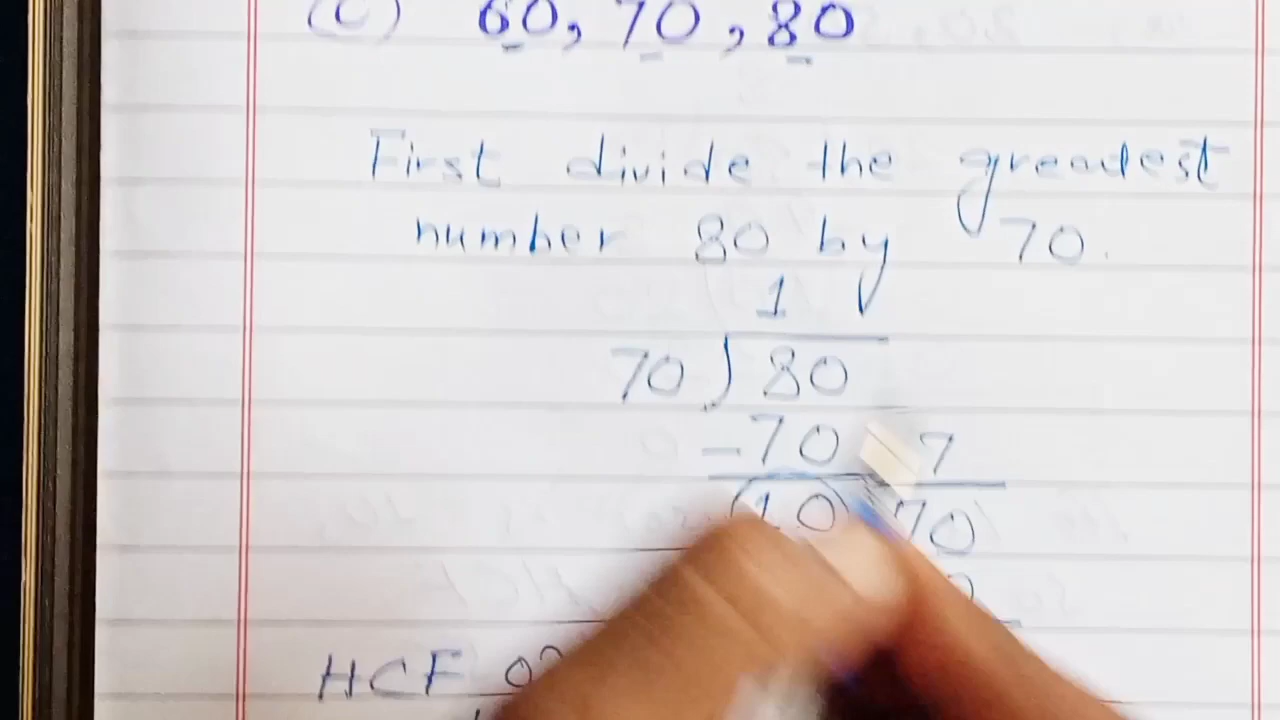 (C) 60, 70, 80
First divide the greatest
number 80 by 70.
1
70 ) 80
-70 7
10 70
HCF